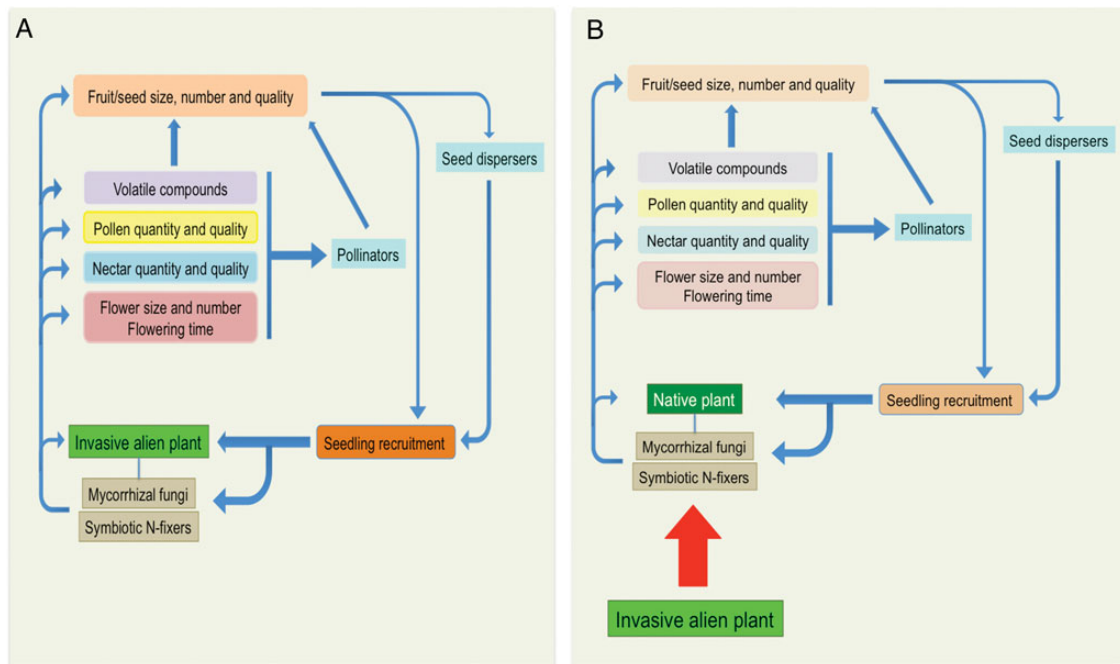 A
Fruit/seed size, number and quality
Seed dispersers
Volatile compounds
Pollen quantity and quality
Pollinators
Nectar quantity and quality
Flower size and number
Flowering time
Invasive alien plant
Seedling recruitment
Mycorrhizal fungi
Symbiotic N-fixers
B
Fruit/seed size, number and quality
Seed dispersers
Volatile compounds
Pollen quantity and quality
Pollinators
Nectar quantity and quality
Flower size and number
Flowering time
Native plant
Seedling recruitment
Mycorrhizal fungi
Symbiotic N-fixers
Invasive alien plant